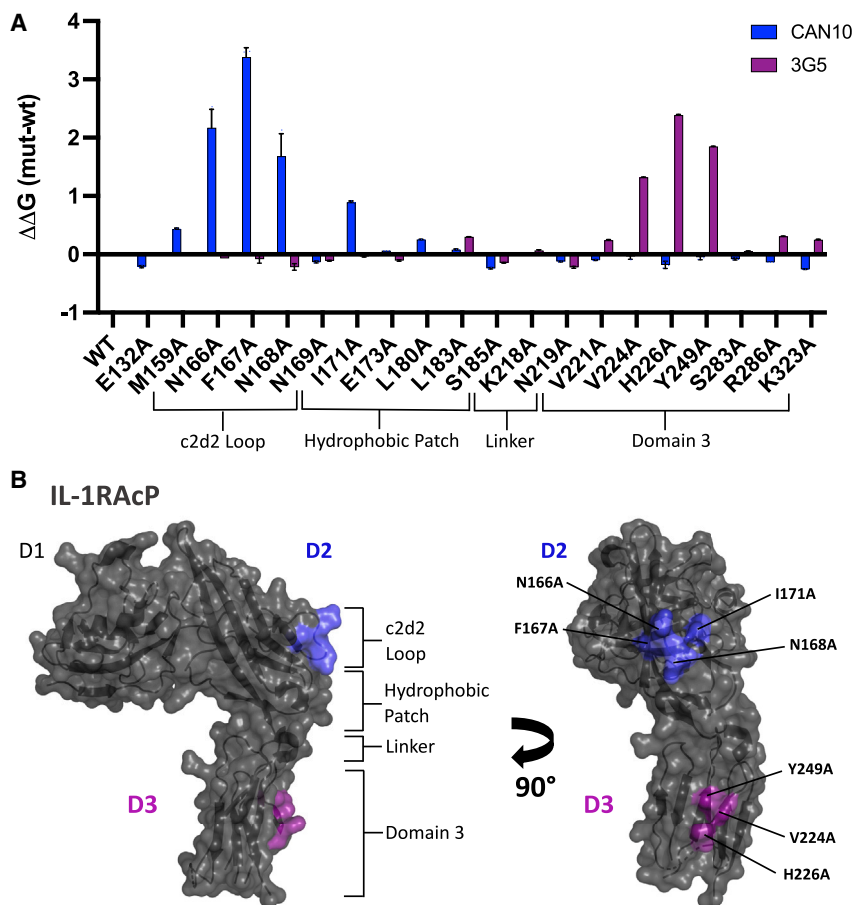 A
CAN10
3G5
ΔΔG (mut-wt)
4
3
2
1
0
-1
WT
E132A
M159A
N166A
F167A
N168A
N169A
I171A
E173A
L180A
L183A
S185A
K218A
N219A
V221A
V224A
H226A
Y249A
S283A
R286A
K323A
c2d2 Loop
Hydrophobic Patch
Linker
Domain 3
B
IL-1RAcP
D1
D2
c2d2
Loop
Hydrophobic
Patch
Linker
D3
Domain 3
90°
D2
N166A
I171A
F167A
N168A
Y249A
D3
V224A
H226A